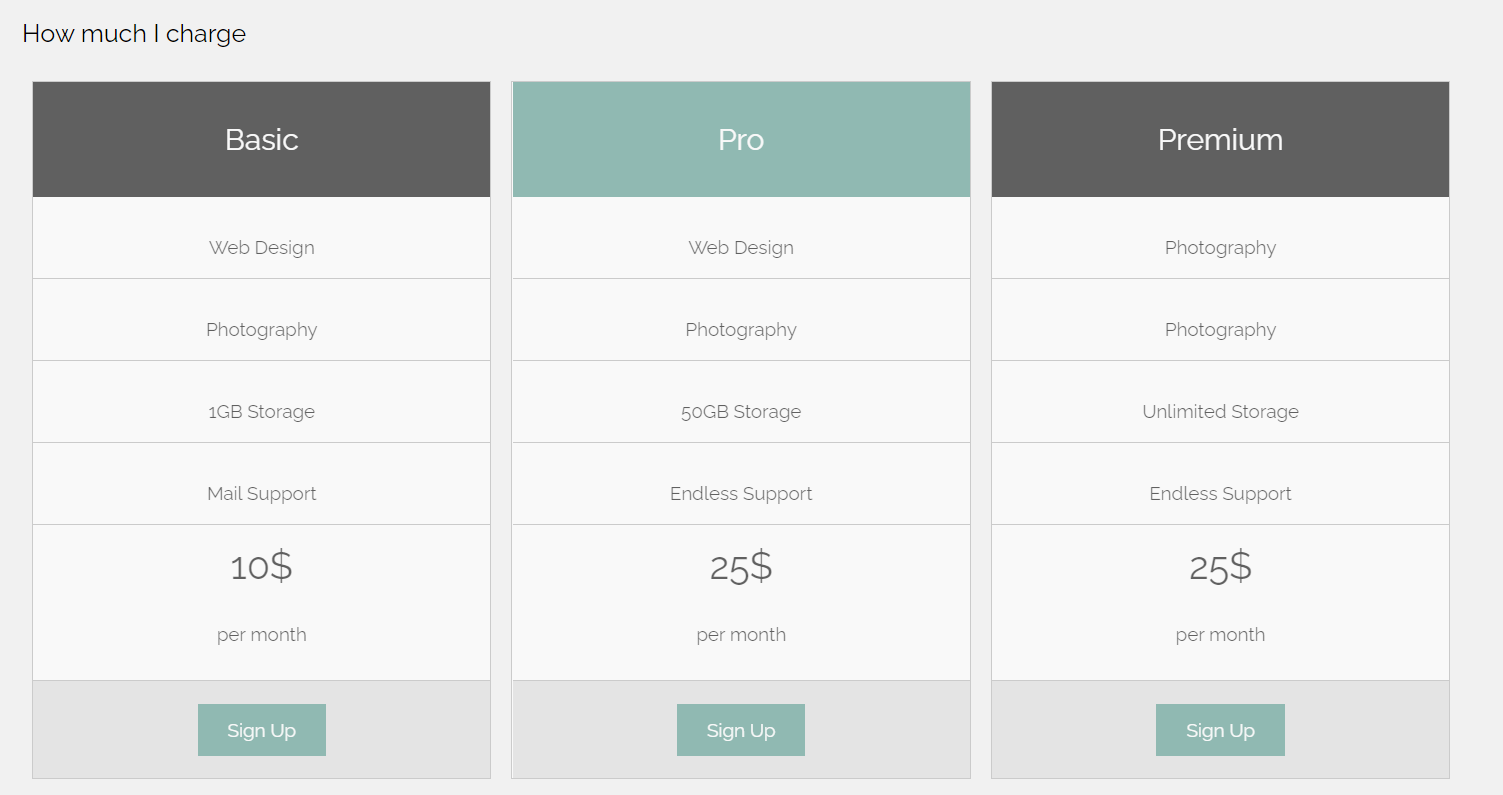 How much I charge
Basic
Web Design
Photography
1GB Storage
Mail Support
10$
per month
Sign Up
Pro
Web Design
Photography
50GB Storage
Endless Support
25$
per month
Sign Up
Premium
Photography
Photography
Unlimited Storage
Endless Support
25$
per month
Sign Up